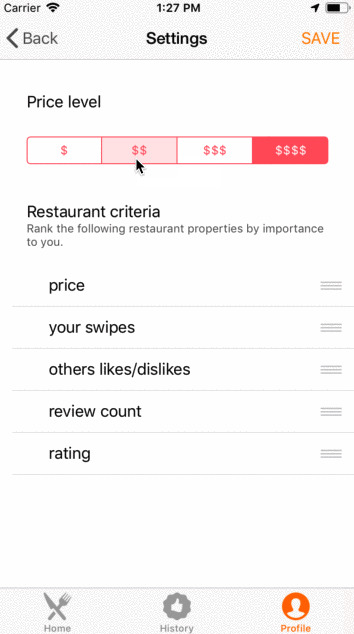 Carrier 1:27 PM
Back Settings SAVE
Price level
$ $$ $$$ $$$$
Restaurant criteria
Rank the following restaurant properties by importance
to you.
price
your swipes
others likes/dislikes
review count
rating
Home History Profile